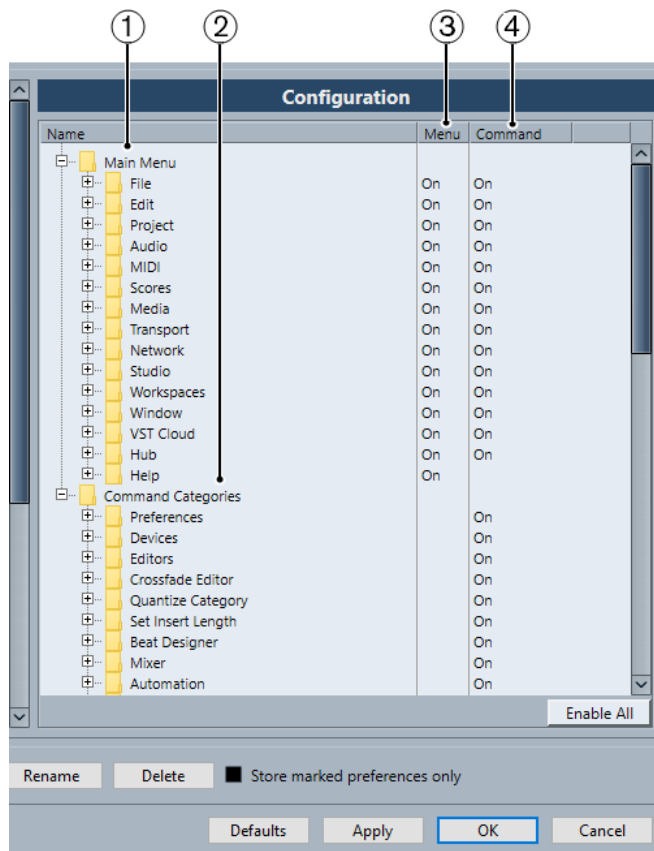 1 2 3 4
Configuration
Name Menu Command
Main Menu
File On On
Edit On On
Project On On
Audio On On
MIDI On On
Scores On On
Media On On
Transport On On
Network On On
Studio On On
Workspaces On On
Window On On
VST Cloud On On
Hub On On
Help On
Command Categories
Preferences On
Devices On
Editors On
Crossfade Editor On
Quantize Category On
Set Insert Length On
Beat Designer On
Mixer On
Automation On
Enable All
Rename Delete Store marked preferences only
Defaults Apply OK Cancel